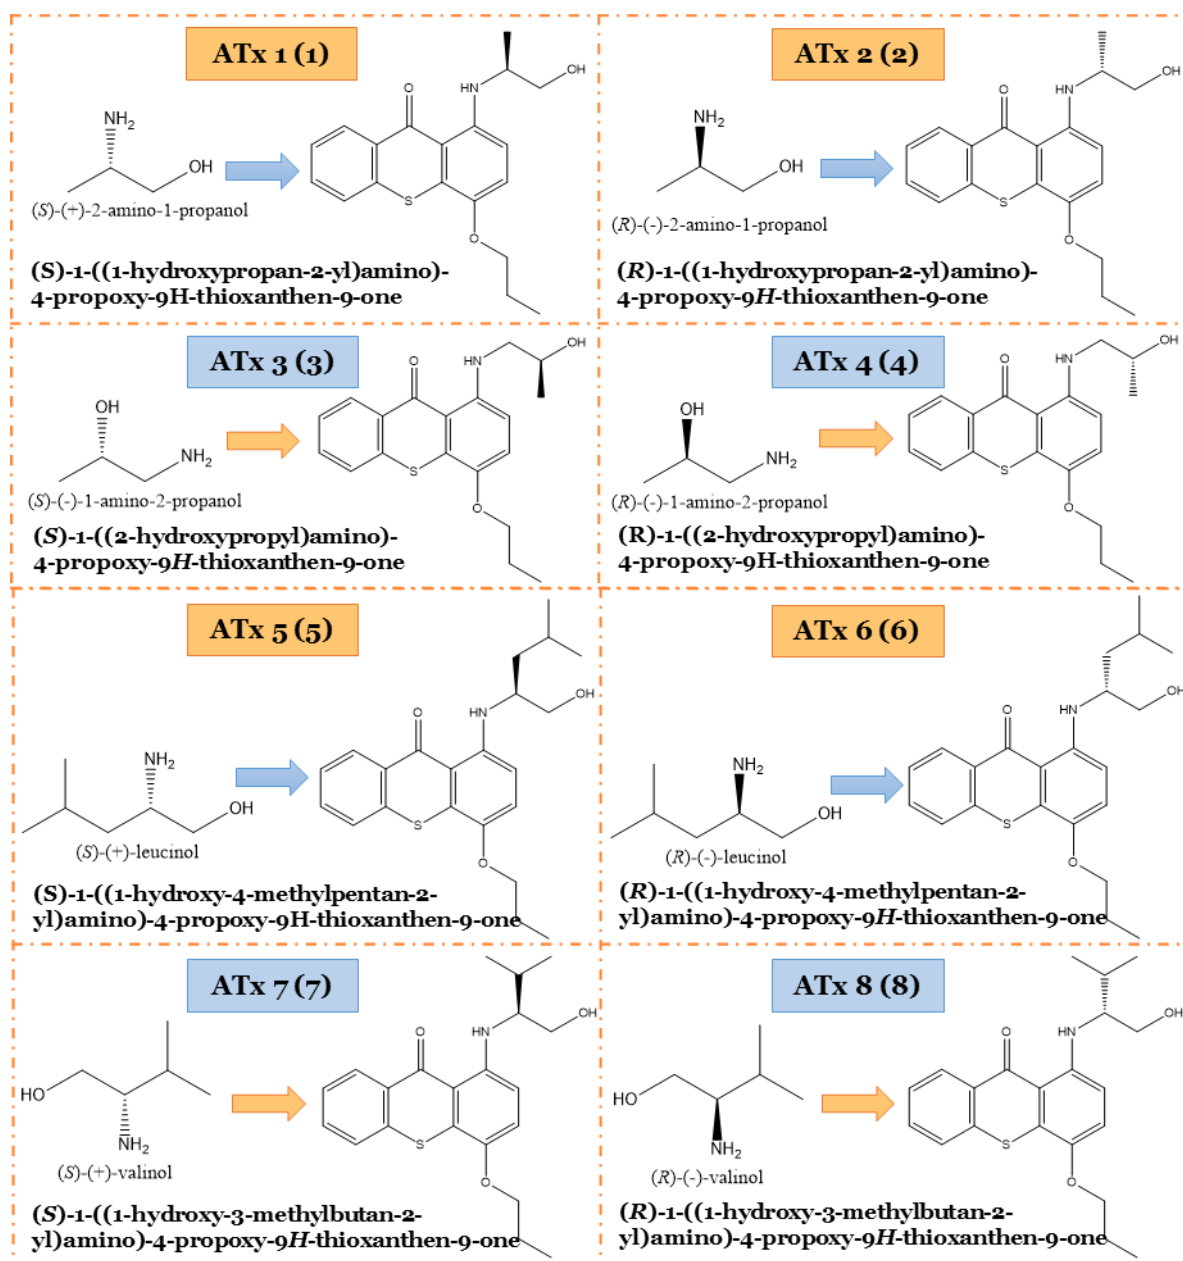 ATx 1 (1)
NH2
OH
(S)-(+)-2-amino-1-propanol
O
HN
OH
S
O
(S)-1-((1-hydroxypropan-2-yl)amino)-
4-propoxy-9H-thioxanthen-9-one
ATx 2 (2)
NH2
OH
(R)-(-)-2-amino-1-propanol
O
HN
OH
S
O
(R)-1-((1-hydroxypropan-2-yl)amino)-
4-propoxy-9H-thioxanthen-9-one
ATx 3 (3)
OH
NH2
(S)-(-)-1-amino-2-propanol
O
HN
OH
S
O
(S)-1-((2-hydroxypropyl)amino)-
4-propoxy-9H-thioxanthen-9-one
ATx 4 (4)
OH
NH2
(R)-(-)-1-amino-2-propanol
O
HN
OH
S
O
(R)-1-((2-hydroxypropyl)amino)-
4-propoxy-9H-thioxanthen-9-one
ATx 5 (5)
NH2
OH
(S)-(+)-leucinol
O
HN
OH
S
O
(S)-1-((1-hydroxy-4-methylpentan-2-
yl)amino)-4-propoxy-9H-thioxanthen-9-one
ATx 6 (6)
NH2
OH
(R)-(-)-leucinol
O
HN
OH
S
O
(R)-1-((1-hydroxy-4-methylpentan-2-
yl)amino)-4-propoxy-9H-thioxanthen-9-one
ATx 7 (7)
HO
NH2
(S)-(+)-valinol
O
HN
OH
S
O
(S)-1-((1-hydroxy-3-methylbutan-2-
yl)amino)-4-propoxy-9H-thioxanthen-9-one
ATx 8 (8)
HO
NH2
(R)-(-)-valinol
O
HN
OH
S
O
(R)-1-((1-hydroxy-3-methylbutan-2-
yl)amino)-4-propoxy-9H-thioxanthen-9-one